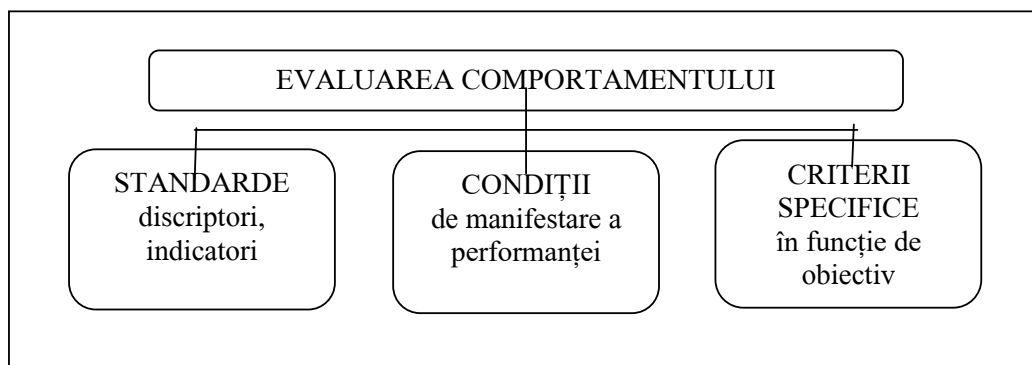 EVALUAREA COMPORTAMENTULUI
STANDARDE
discriptori,
indicatori
CONDIȚII
de manifestare a
performanței
CRITERII
SPECIFICE
în funcție de
obiectiv